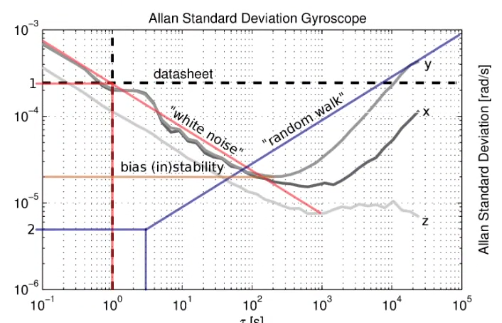 Allan Standard Deviation Gyroscope
10⁻³
y
datasheet
1
x
10⁻⁴
"white noise"
"random walk"
bias (in)stability
Allan Standard Deviation [rad/s]
10⁻⁵
z
2
10⁻⁶
10⁻¹ 10⁰ 10¹ 10² 10³ 10⁴ 10⁵
τ [s]